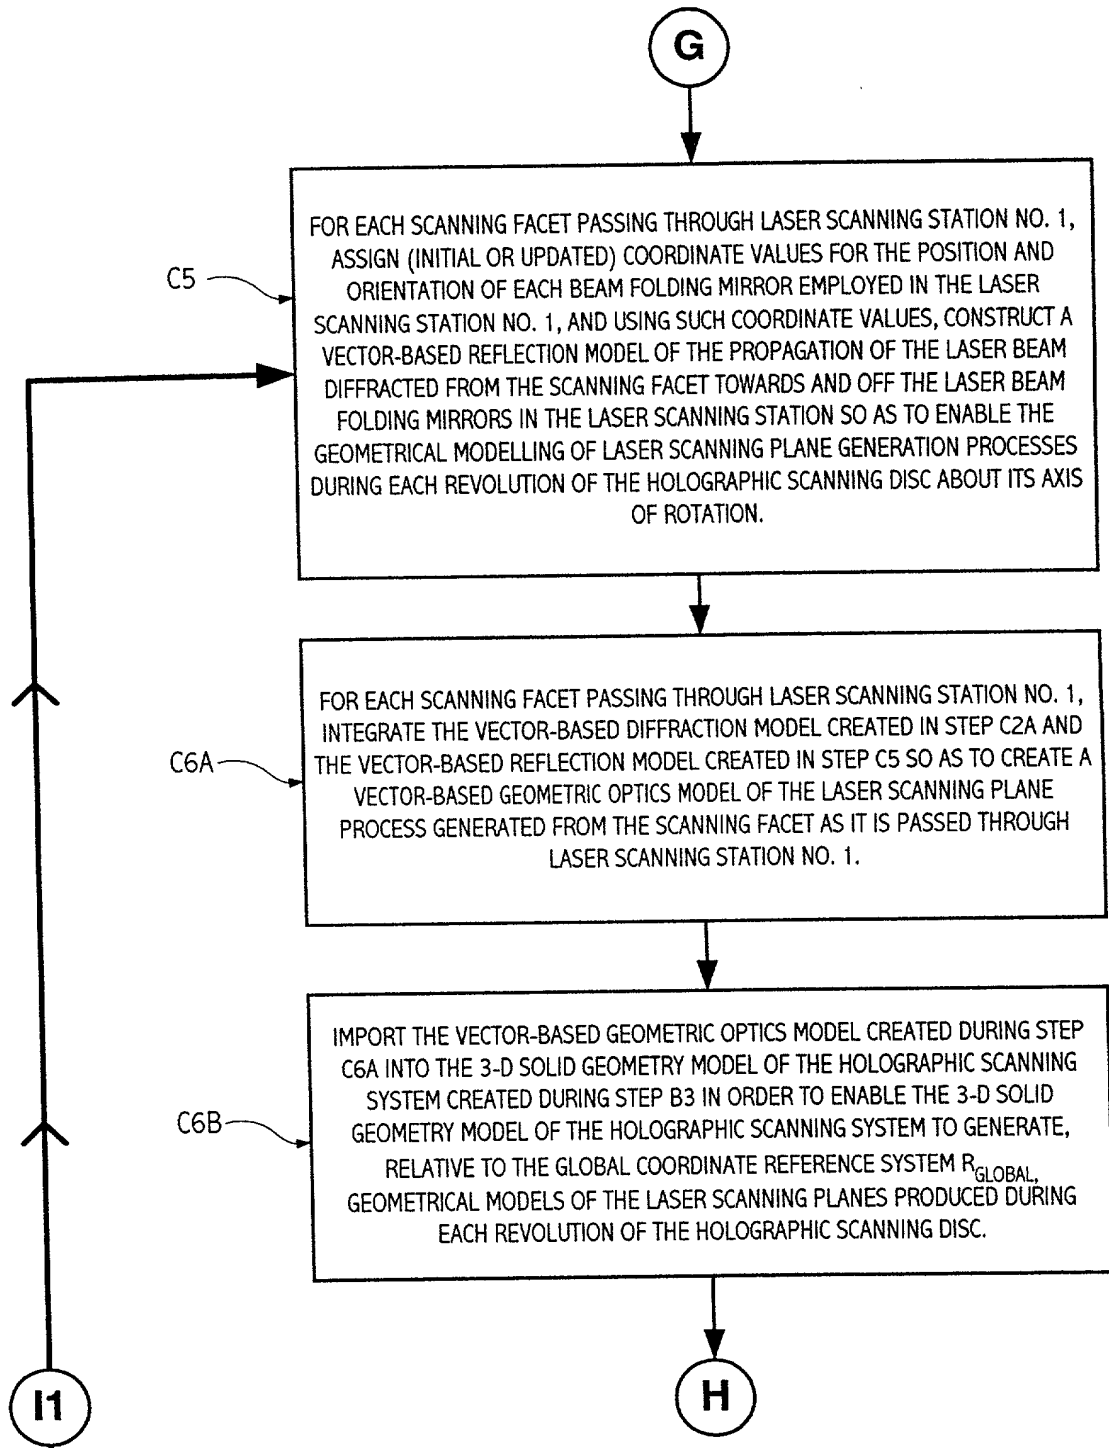 G
C5
FOR EACH SCANNING FACET PASSING THROUGH LASER SCANNING STATION NO. 1,
ASSIGN (INITIAL OR UPDATED) COORDINATE VALUES FOR THE POSITION AND
ORIENTATION OF EACH BEAM FOLDING MIRROR EMPLOYED IN THE LASER
SCANNING STATION NO. 1, AND USING SUCH COORDINATE VALUES, CONSTRUCT A
VECTOR-BASED REFLECTION MODEL OF THE PROPAGATION OF THE LASER BEAM
DIFFRACTED FROM THE SCANNING FACET TOWARDS AND OFF THE LASER BEAM
FOLDING MIRRORS IN THE LASER SCANNING STATION SO AS TO ENABLE THE
GEOMETRICAL MODELLING OF LASER SCANNING PLANE GENERATION PROCESSES
DURING EACH REVOLUTION OF THE HOLOGRAPHIC SCANNING DISC ABOUT ITS AXIS
OF ROTATION.
C6A
FOR EACH SCANNING FACET PASSING THROUGH LASER SCANNING STATION NO. 1,
INTEGRATE THE VECTOR-BASED DIFFRACTION MODEL CREATED IN STEP C2A AND
THE VECTOR-BASED REFLECTION MODEL CREATED IN STEP C5 SO AS TO CREATE A
VECTOR-BASED GEOMETRIC OPTICS MODEL OF THE LASER SCANNING PLANE
PROCESS GENERATED FROM THE SCANNING FACET AS IT IS PASSED THROUGH
LASER SCANNING STATION NO. 1.
C6B
IMPORT THE VECTOR-BASED GEOMETRIC OPTICS MODEL CREATED DURING STEP
C6A INTO THE 3-D SOLID GEOMETRY MODEL OF THE HOLOGRAPHIC SCANNING
SYSTEM CREATED DURING STEP B3 IN ORDER TO ENABLE THE 3-D SOLID
GEOMETRY MODEL OF THE HOLOGRAPHIC SCANNING SYSTEM TO GENERATE,
RELATIVE TO THE GLOBAL COORDINATE REFERENCE SYSTEM R GLOBAL,
GEOMETRICAL MODELS OF THE LASER SCANNING PLANES PRODUCED DURING
EACH REVOLUTION OF THE HOLOGRAPHIC SCANNING DISC.
I1
H